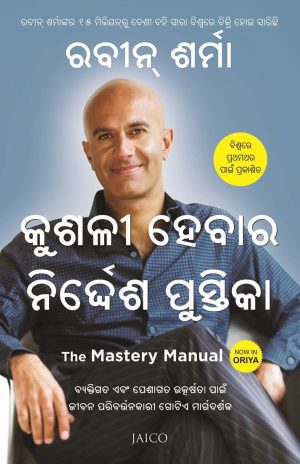 ରବୀନ୍ ଶର୍ମାଙ୍କର ୧୫ ମିଲିୟନ୍‌ରୁ ବେଶୀ ବହି ସାରା ବିଶ୍ୱରେ ବିକ୍ରି ହୋଇ ସାରିଛି
ରବୀନ୍ ଶର୍ମା
ବିଶ୍ୱରେ
ପ୍ରଥମଥର
ପାଇଁ ପ୍ରକାଶିତ
କୁଶଳୀ ହେବାର
ନିର୍ଦ୍ଦେଶ ପୁସ୍ତିକା
The Mastery Manual
NOW IN
ORIYA
ବ୍ୟକ୍ତିଗତ ଏବଂ ପେଶାଗତ ଉତ୍କର୍ଷତା ପାଇଁ
ଜୀବନ ପରିବର୍ତ୍ତନକାରୀ ଗୋଟିଏ ମାର୍ଗଦର୍ଶକ
JAICO